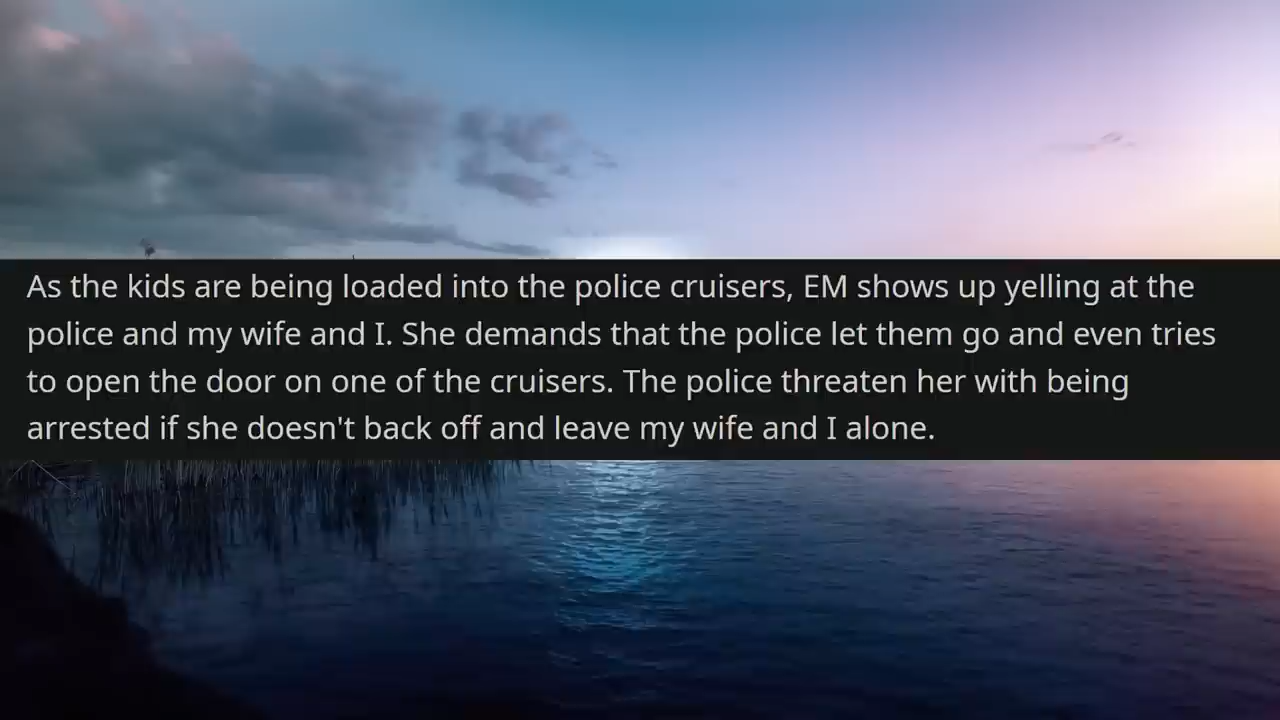 As the kids are being loaded into the police cruisers, EM shows up yelling at the
police and my wife and I. She demands that the police let them go and even tries
to open the door on one of the cruisers. The police threaten her with being
arrested if she doesn't back off and leave my wife and I alone.